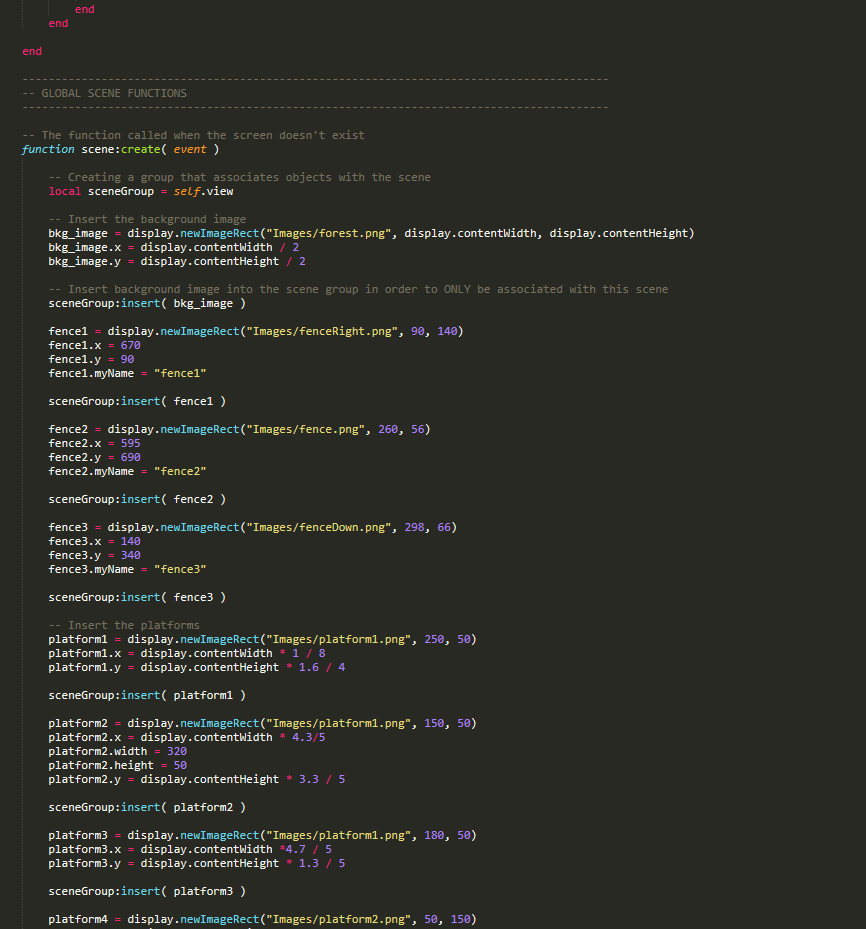 end
end
end
-----------------------------------------------------------------------------------------
-- GLOBAL SCENE FUNCTIONS
-----------------------------------------------------------------------------------------
-- The function called when the screen doesn't exist
function scene:create( event )
-- Creating a group that associates objects with the scene
local sceneGroup = self.view
-- Insert the background image
bkg_image = display.newImageRect("Images/forest.png", display.contentWidth, display.contentHeight)
bkg_image.x = display.contentWidth / 2
bkg_image.y = display.contentHeight / 2
-- Insert background image into the scene group in order to ONLY be associated with this scene
sceneGroup:insert( bkg_image )
fence1 = display.newImageRect("Images/fenceRight.png", 90, 140)
fence1.x = 670
fence1.y = 90
fence1.myName = "fence1"
sceneGroup:insert( fence1 )
fence2 = display.newImageRect("Images/fence.png", 260, 56)
fence2.x = 595
fence2.y = 690
fence2.myName = "fence2"
sceneGroup:insert( fence2 )
fence3 = display.newImageRect("Images/fenceDown.png", 298, 66)
fence3.x = 140
fence3.y = 340
fence3.myName = "fence3"
sceneGroup:insert( fence3 )
-- Insert the platforms
platform1 = display.newImageRect("Images/platform1.png", 250, 50)
platform1.x = display.contentWidth * 1 / 8
platform1.y = display.contentHeight * 1.6 / 4
sceneGroup:insert( platform1 )
platform2 = display.newImageRect("Images/platform1.png", 150, 50)
platform2.x = display.contentWidth * 4.3/5
platform2.width = 320
platform2.height = 50
platform2.y = display.contentHeight * 3.3 / 5
sceneGroup:insert( platform2 )
platform3 = display.newImageRect("Images/platform1.png", 180, 50)
platform3.x = display.contentWidth *4.7 / 5
platform3.y = display.contentHeight * 1.3 / 5
sceneGroup:insert( platform3 )
platform4 = display.newImageRect("Images/platform2.png", 50, 150)